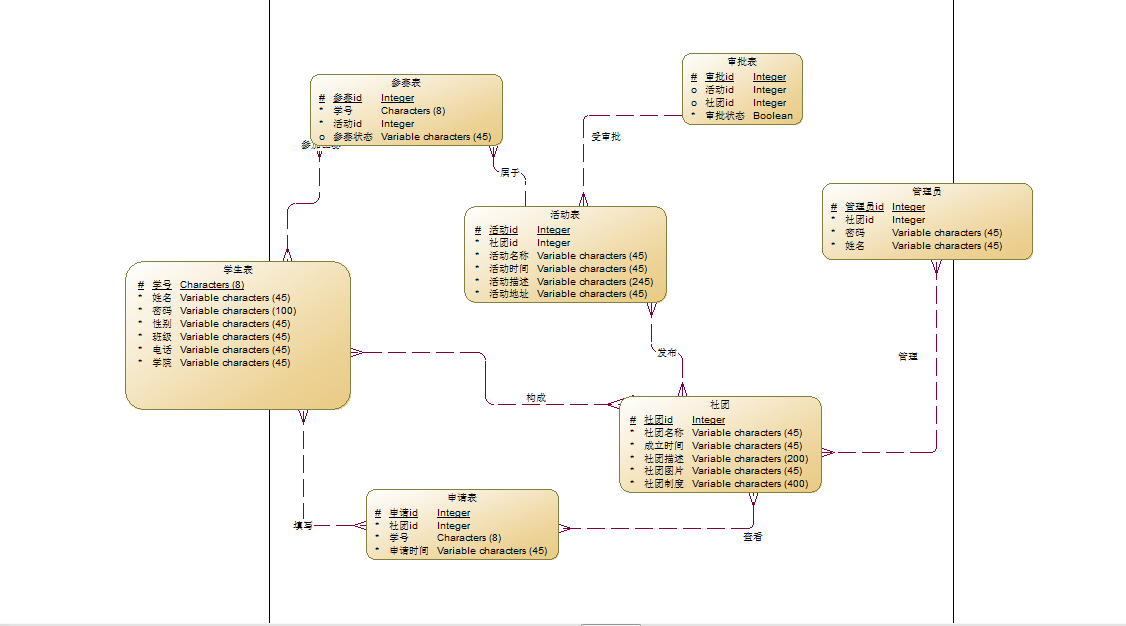 参赛表
# 参赛id Integer
* 学号 Characters (8)
* 活动id Integer
o 参赛状态 Variable characters (45)
审批表
# 审批id Integer
o 活动id Integer
o 社团id Integer
* 审批状态 Boolean
受审批
属于
管理员
# 管理员id Integer
* 社团id Integer
* 密码 Variable characters (45)
* 姓名 Variable characters (45)
活动表
# 活动id Integer
* 社团id Integer
* 活动名称 Variable characters (45)
* 活动时间 Variable characters (45)
* 活动描述 Variable characters (245)
* 活动地址 Variable characters (45)
学生表
# 学号 Characters (8)
* 姓名 Variable characters (45)
* 密码 Variable characters (100)
* 性别 Variable characters (45)
* 班级 Variable characters (45)
* 电话 Variable characters (45)
* 学院 Variable characters (45)
发布
管理
构成
社团
# 社团id Integer
* 社团名称 Variable characters (45)
* 成立时间 Variable characters (45)
* 社团描述 Variable characters (200)
* 社团图片 Variable characters (45)
* 社团制度 Variable characters (400)
申请表
# 申请id Integer
* 社团id Integer
* 学号 Characters (8)
* 申请时间 Variable characters (45)
填写
查看